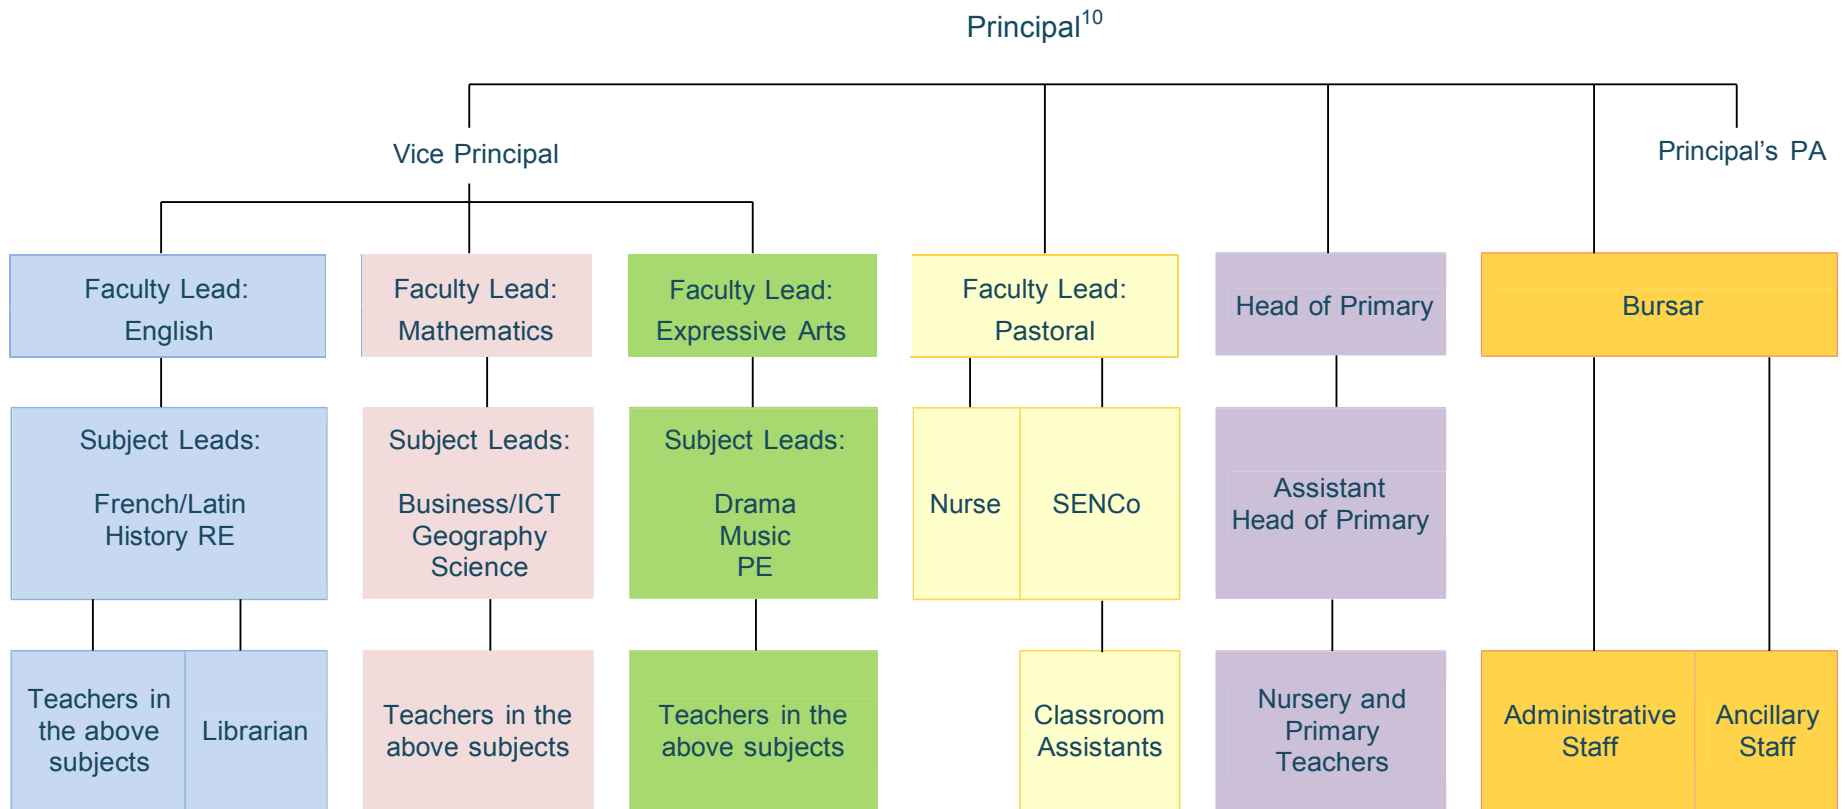 Principal10
Vice Principal
Principal’s PA
Faculty Lead:
English
Faculty Lead:
Mathematics
Faculty Lead:
Expressive Arts
Faculty Lead:
Pastoral
Head of Primary
Bursar
Subject Leads:
French/Latin
History RE
Subject Leads:
Business/ICT
Geography
Science
Subject Leads:
Drama
Music
PE
Nurse
SENCo
Assistant
Head of Primary
Teachers in
the above
subjects
Librarian
Teachers in the
above subjects
Teachers in the
above subjects
Classroom
Assistants
Nursery and
Primary
Teachers
Administrative
Staff
Ancillary
Staff